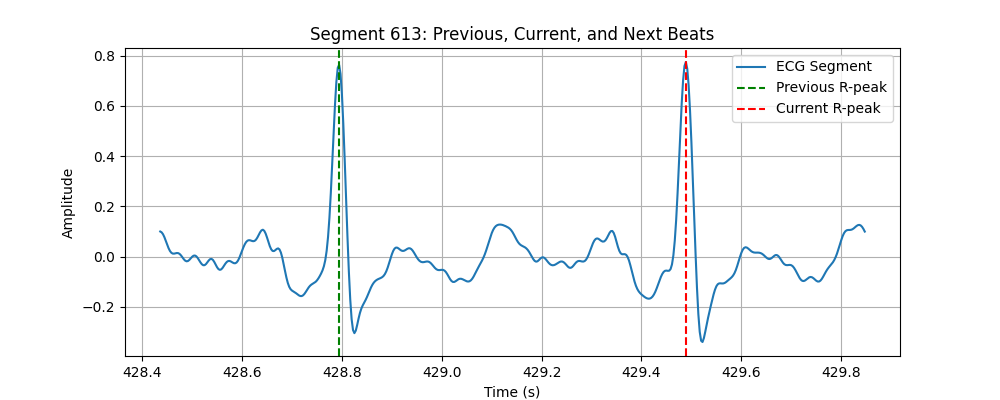 Segment 613: Previous, Current, and Next Beats
ECG Segment
Previous R-peak
Current R-peak
Amplitude
0.8
0.6
0.4
0.2
0.0
−0.2
428.4 428.6 428.8 429.0 429.2 429.4 429.6 429.8
Time (s)